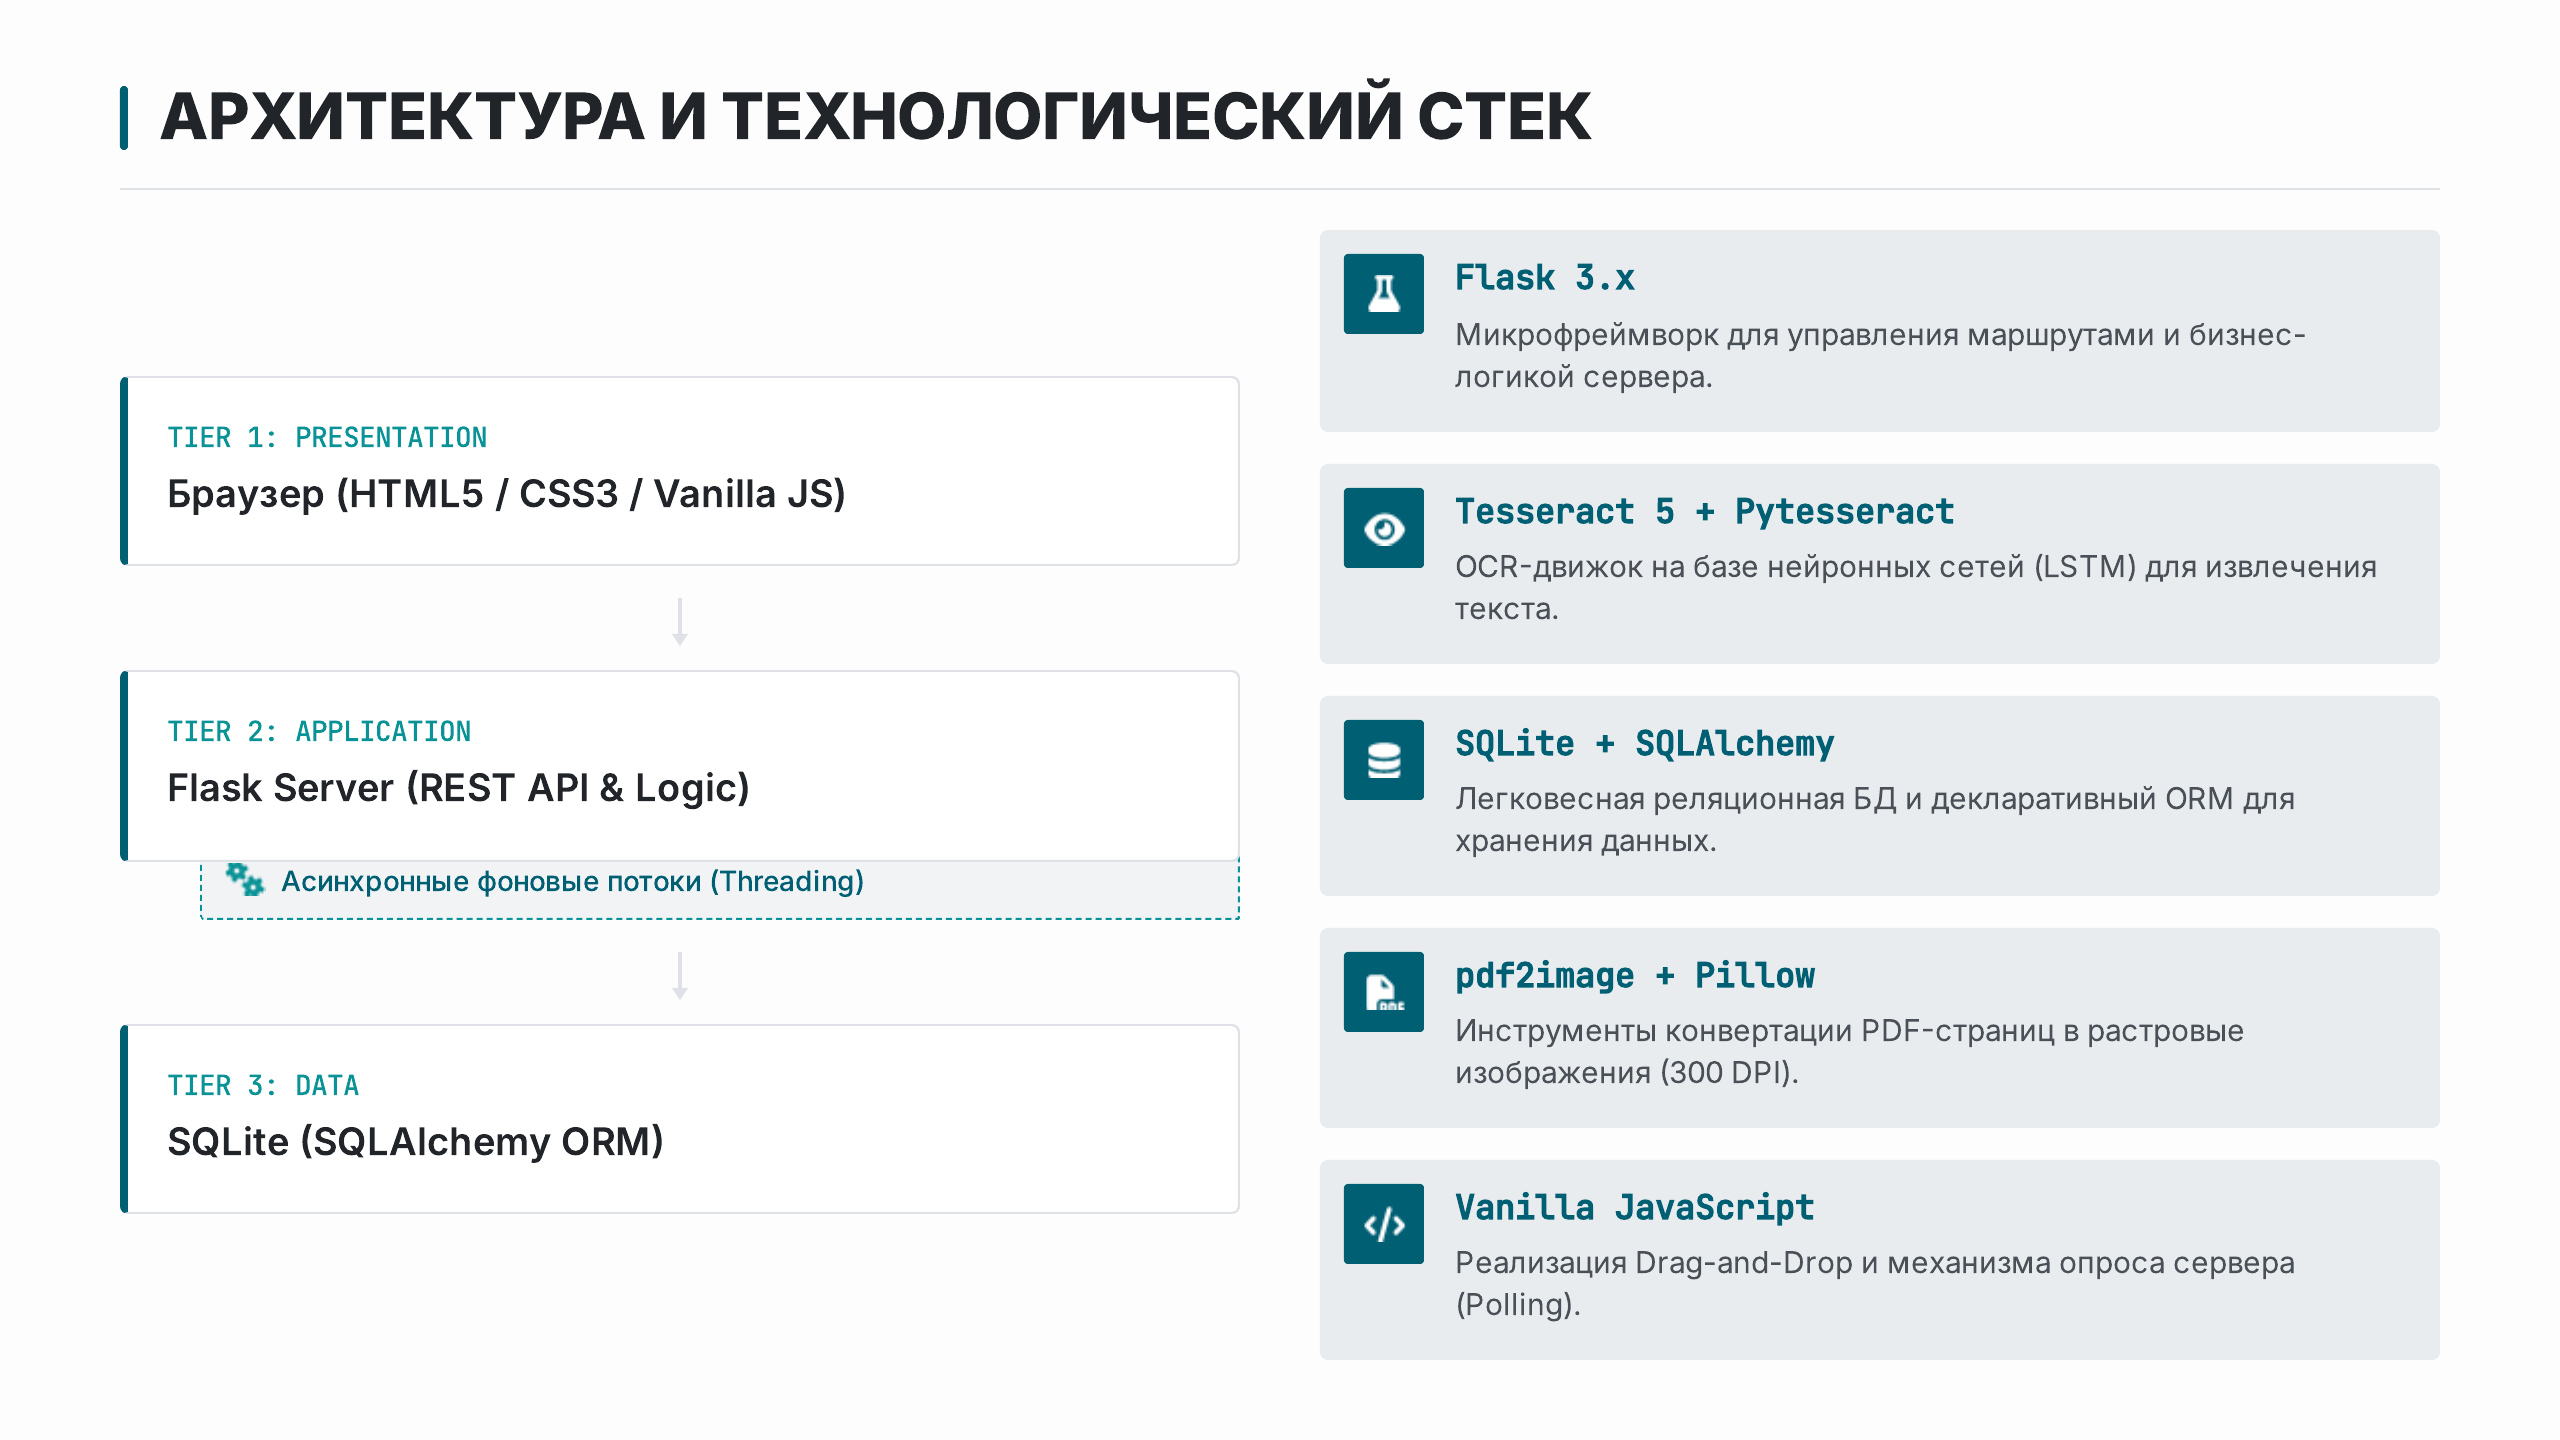 АРХИТЕКТУРА И ТЕХНОЛОГИЧЕСКИЙ СТЕК
TIER 1: PRESENTATION
Браузер (HTML5 / CSS3 / Vanilla JS)
TIER 2: APPLICATION
Flask Server (REST API & Logic)
Асинхронные фоновые потоки (Threading)
TIER 3: DATA
SQLite (SQLAlchemy ORM)
Flask 3.x
Микрофреймворк для управления маршрутами и бизнес-
логикой сервера.
Tesseract 5 + Pytesseract
OCR-движок на базе нейронных сетей (LSTM) для извлечения
текста.
SQLite + SQLAlchemy
Легковесная реляционная БД и декларативный ORM для
хранения данных.
pdf2image + Pillow
Инструменты конвертации PDF-страниц в растровые
изображения (300 DPI).
Vanilla JavaScript
Реализация Drag-and-Drop и механизма опроса сервера
(Polling).